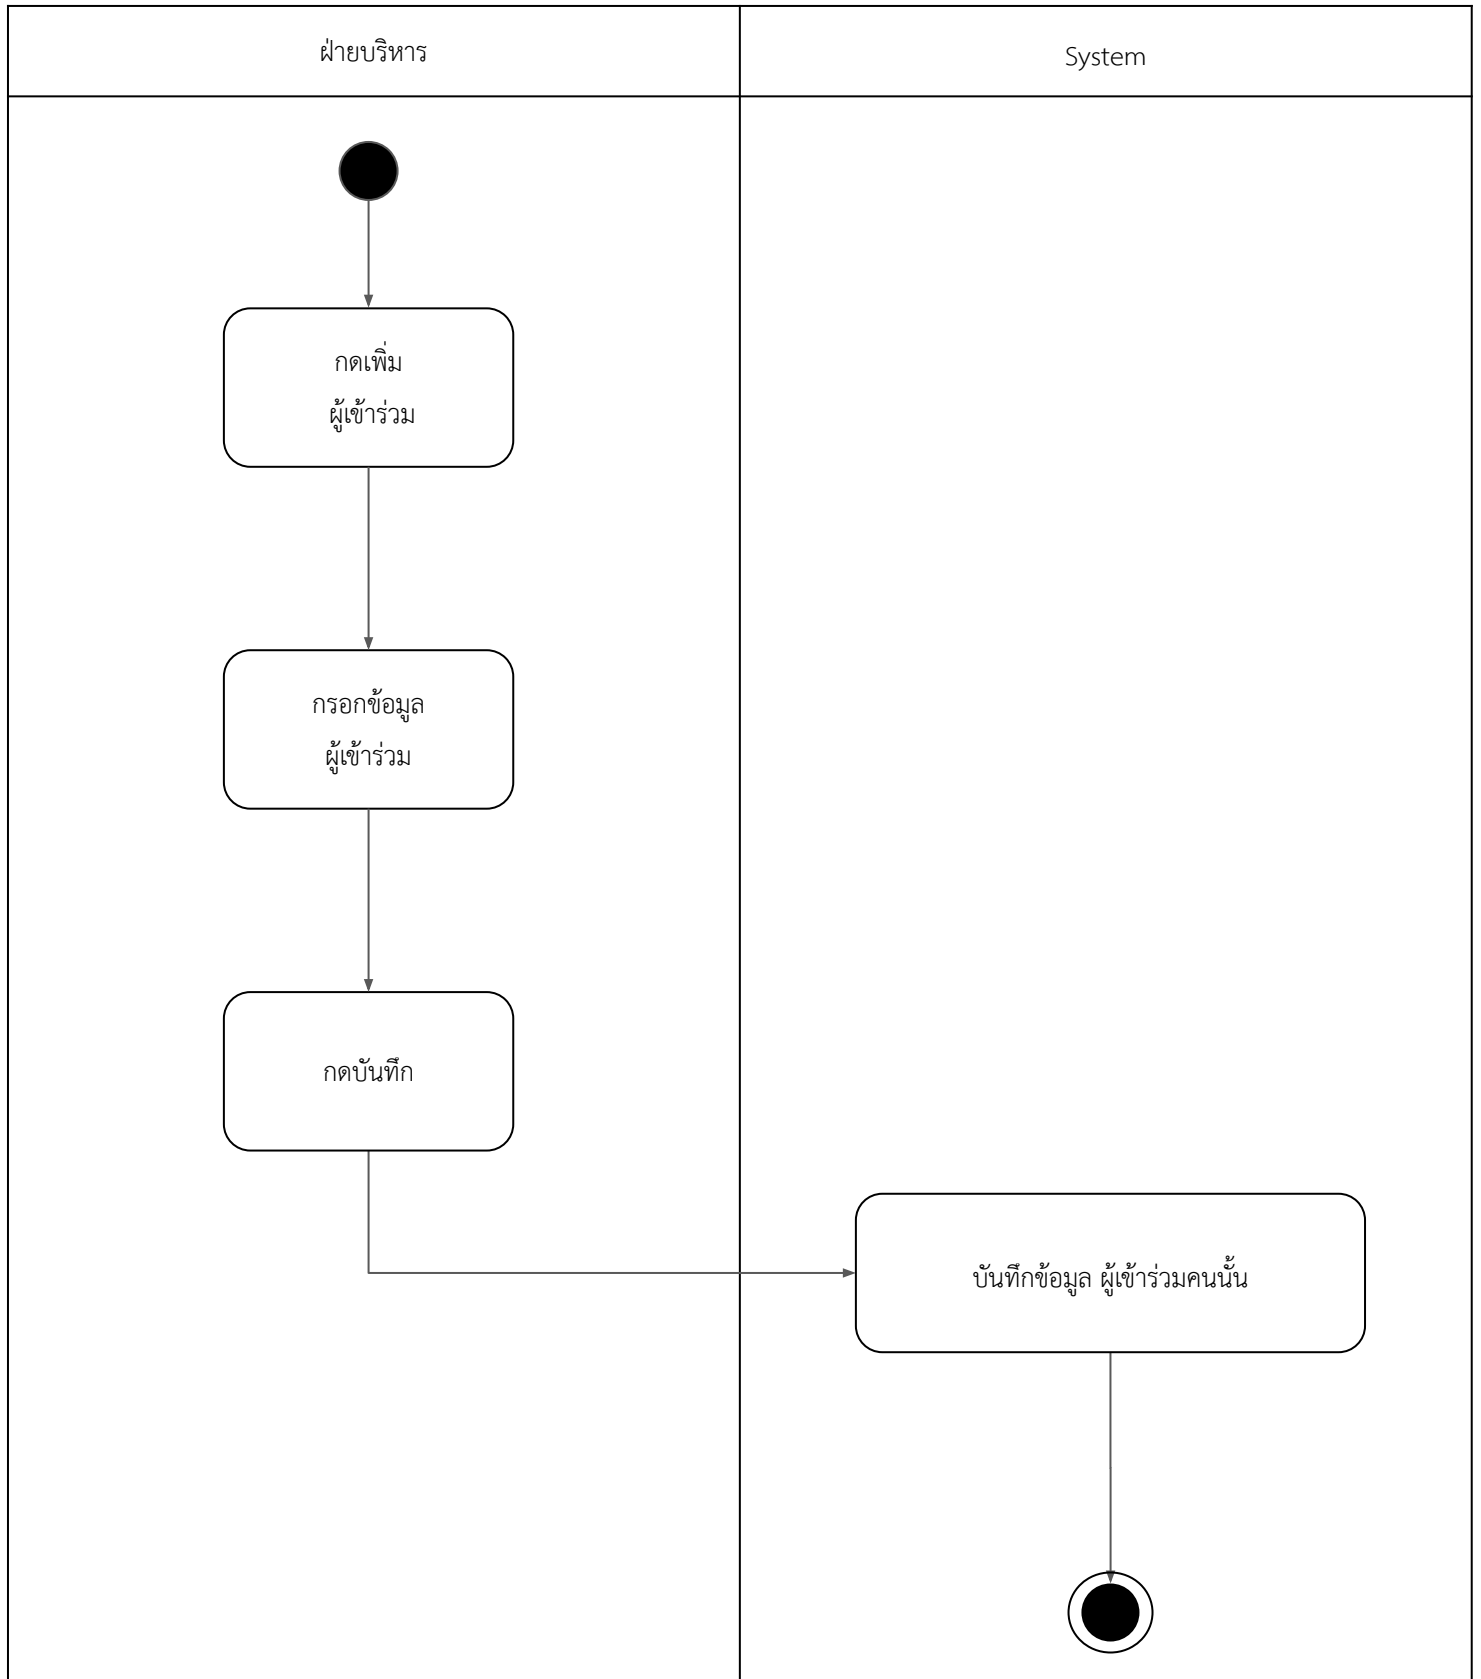 ฝ่ายบริหาร
System
กดเพิ่ม
ผู้เข้าร่วม
กรอกข้อมูล
ผู้เข้าร่วม
กดบันทึก
บันทึกข้อมูล ผู้เข้าร่วมคนนั้น